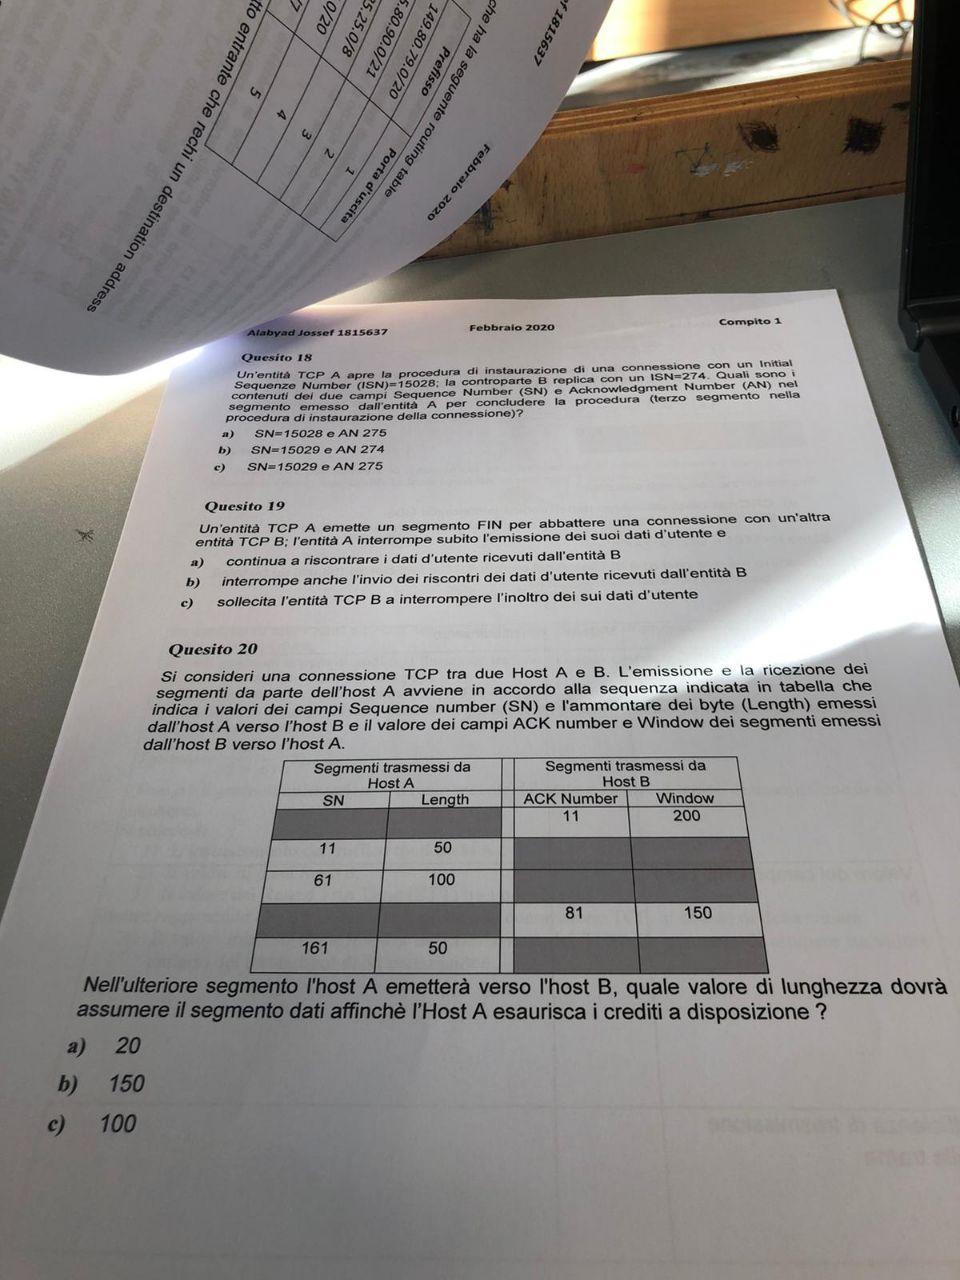 f 1815637
Febbraio 2020
che ha la seguente routing table
Prefisso
Porta d'uscita
149.80.79.0/20
1
.80.90.0/21
2
5.25.0/8
3
0/20
4
5
tto entrante che rechi un destination address
Alabyad Jossef 1815637
Febbraio 2020
Compito 1
Quesito 18
Un'entità TCP A apre la procedura di instaurazione di una connessione con un Initial
Sequenze Number (ISN)=15028; la controparte B replica con un ISN=274. Quali sono i
contenuti dei due campi Sequence Number (SN) e Acknowledgment Number (AN) nel
segmento emesso dall'entità A per concludere la procedura (terzo segmento nella
procedura di instaurazione della connessione)?
a) SN=15028 e AN 275
b) SN=15029 e AN 274
c) SN=15029 e AN 275
Quesito 19
Un'entità TCP A emette un segmento FIN per abbattere una connessione con un'altra
entità TCP B; l'entità A interrompe subito l'emissione dei suoi dati d'utente e
a) continua a riscontrare i dati d'utente ricevuti dall'entità B
b) interrompe anche l'invio dei riscontri dei dati d'utente ricevuti dall'entità B
c) sollecita l'entità TCP B a interrompere l'inoltro dei sui dati d'utente
Quesito 20
Si consideri una connessione TCP tra due Host A e B. L'emissione e la ricezione dei
segmenti da parte dell'host A avviene in accordo alla sequenza indicata in tabella che
indica i valori dei campi Sequence number (SN) e l'ammontare dei byte (Length) emessi
dall'host A verso l'host B e il valore dei campi ACK number e Window dei segmenti emessi
dall'host B verso l'host A.
Segmenti trasmessi da
Host A
Segmenti trasmessi da
Host B
SN Length ACK Number Window
11 200
11 50
61 100
81 150
161 50
Nell'ulteriore segmento l'host A emetterà verso l'host B, quale valore di lunghezza dovrà
assumere il segmento dati affinchè l'Host A esaurisca i crediti a disposizione ?
a) 20
b) 150
c) 100